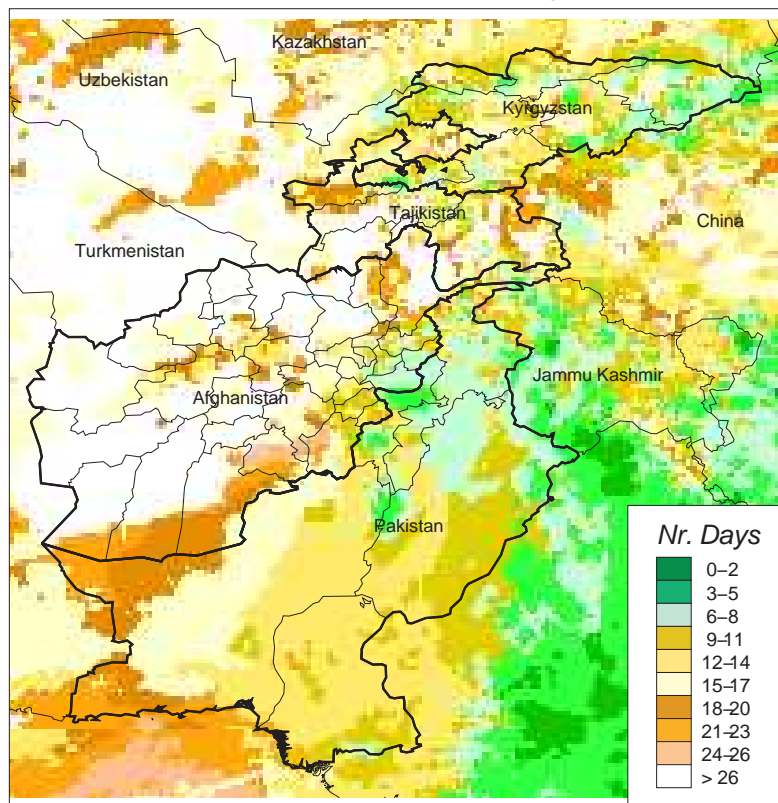 Kazakhstan
Uzbekistan
Kyrgyzstan
Tajikistan
China
Turkmenistan
Jammu Kashmir
Afghanistan
Pakistan
Nr. Days
0–2
3–5
6–8
9–11
12–14
15–17
18–20
21–23
24–26
> 26